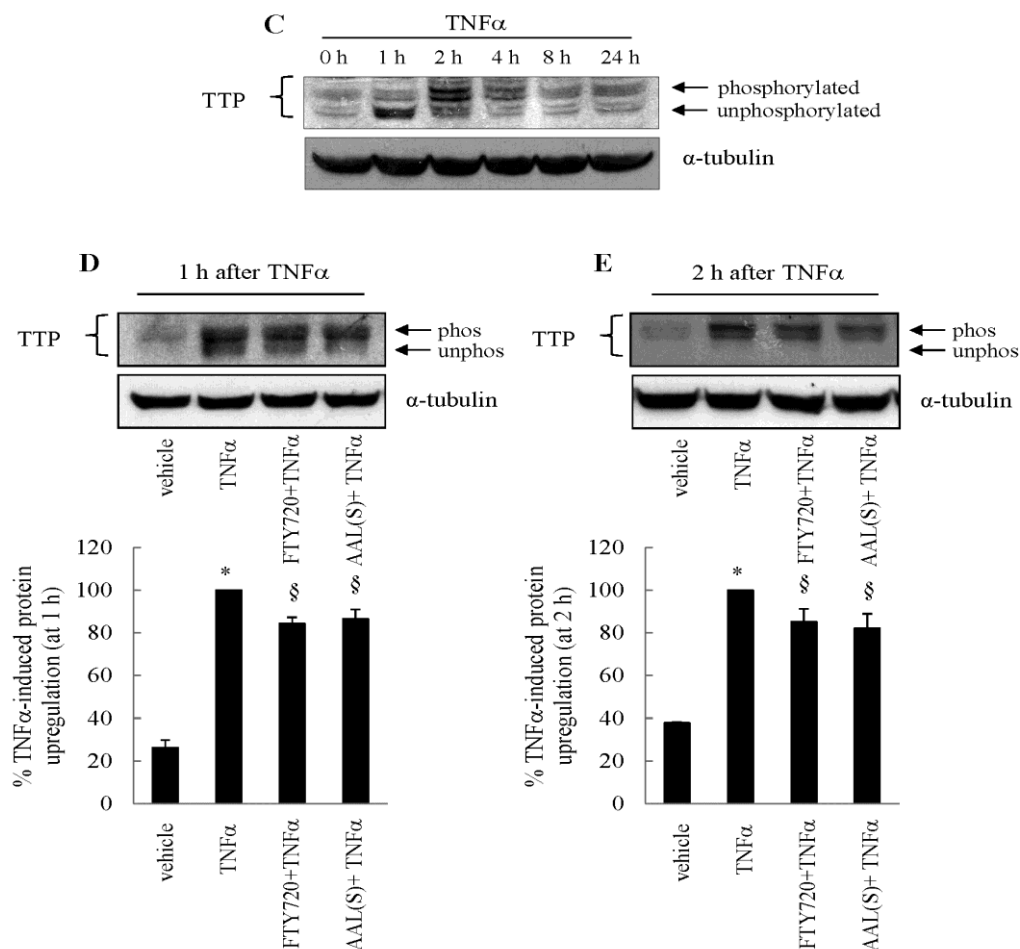 C
TNFα
0 h 1 h 2 h 4 h 8 h 24 h
TTP
phosphorylated
unphosphorylated
α-tubulin
D
1 h after TNFα
TTP
phos
unphos
α-tubulin
vehicle
TNFα
FTY720+TNFα
AAL(S)+ TNFα
% TNFα-induced protein
upregulation (at 1 h)
120
100
80
60
40
20
0
*
§
§
vehicle
TNFα
FTY720+TNFα
AAL(S)+ TNFα
E
2 h after TNFα
TTP
phos
unphos
α-tubulin
vehicle
TNFα
FTY720+TNFα
AAL(S)+ TNFα
% TNFα-induced protein
upregulation (at 2 h)
120
100
80
60
40
20
0
*
§
§
vehicle
TNFα
FTY720+TNFα
AAL(S)+ TNFα